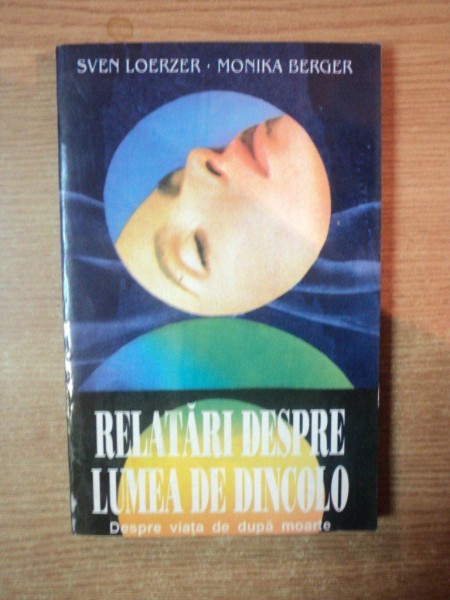 SVEN LOERZER · MONIKA BERGER
RELATĂRI DESPRE
LUMEA DE DINCOLO
Despre viața de după moarte